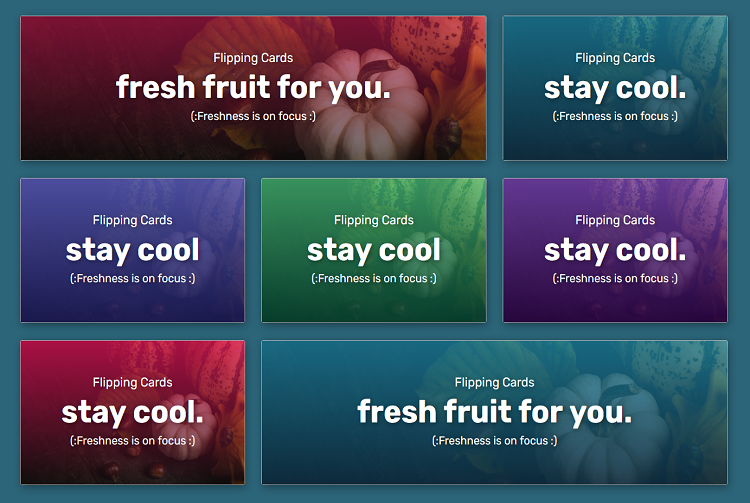 Flipping Cards
fresh fruit for you.
(:Freshness is on focus :)
Flipping Cards
stay cool.
(:Freshness is on focus :)
Flipping Cards
stay cool
(:Freshness is on focus :)
Flipping Cards
stay cool
(:Freshness is on focus :)
Flipping Cards
stay cool.
(:Freshness is on focus :)
Flipping Cards
stay cool.
(:Freshness is on focus :)
Flipping Cards
fresh fruit for you.
(:Freshness is on focus :)